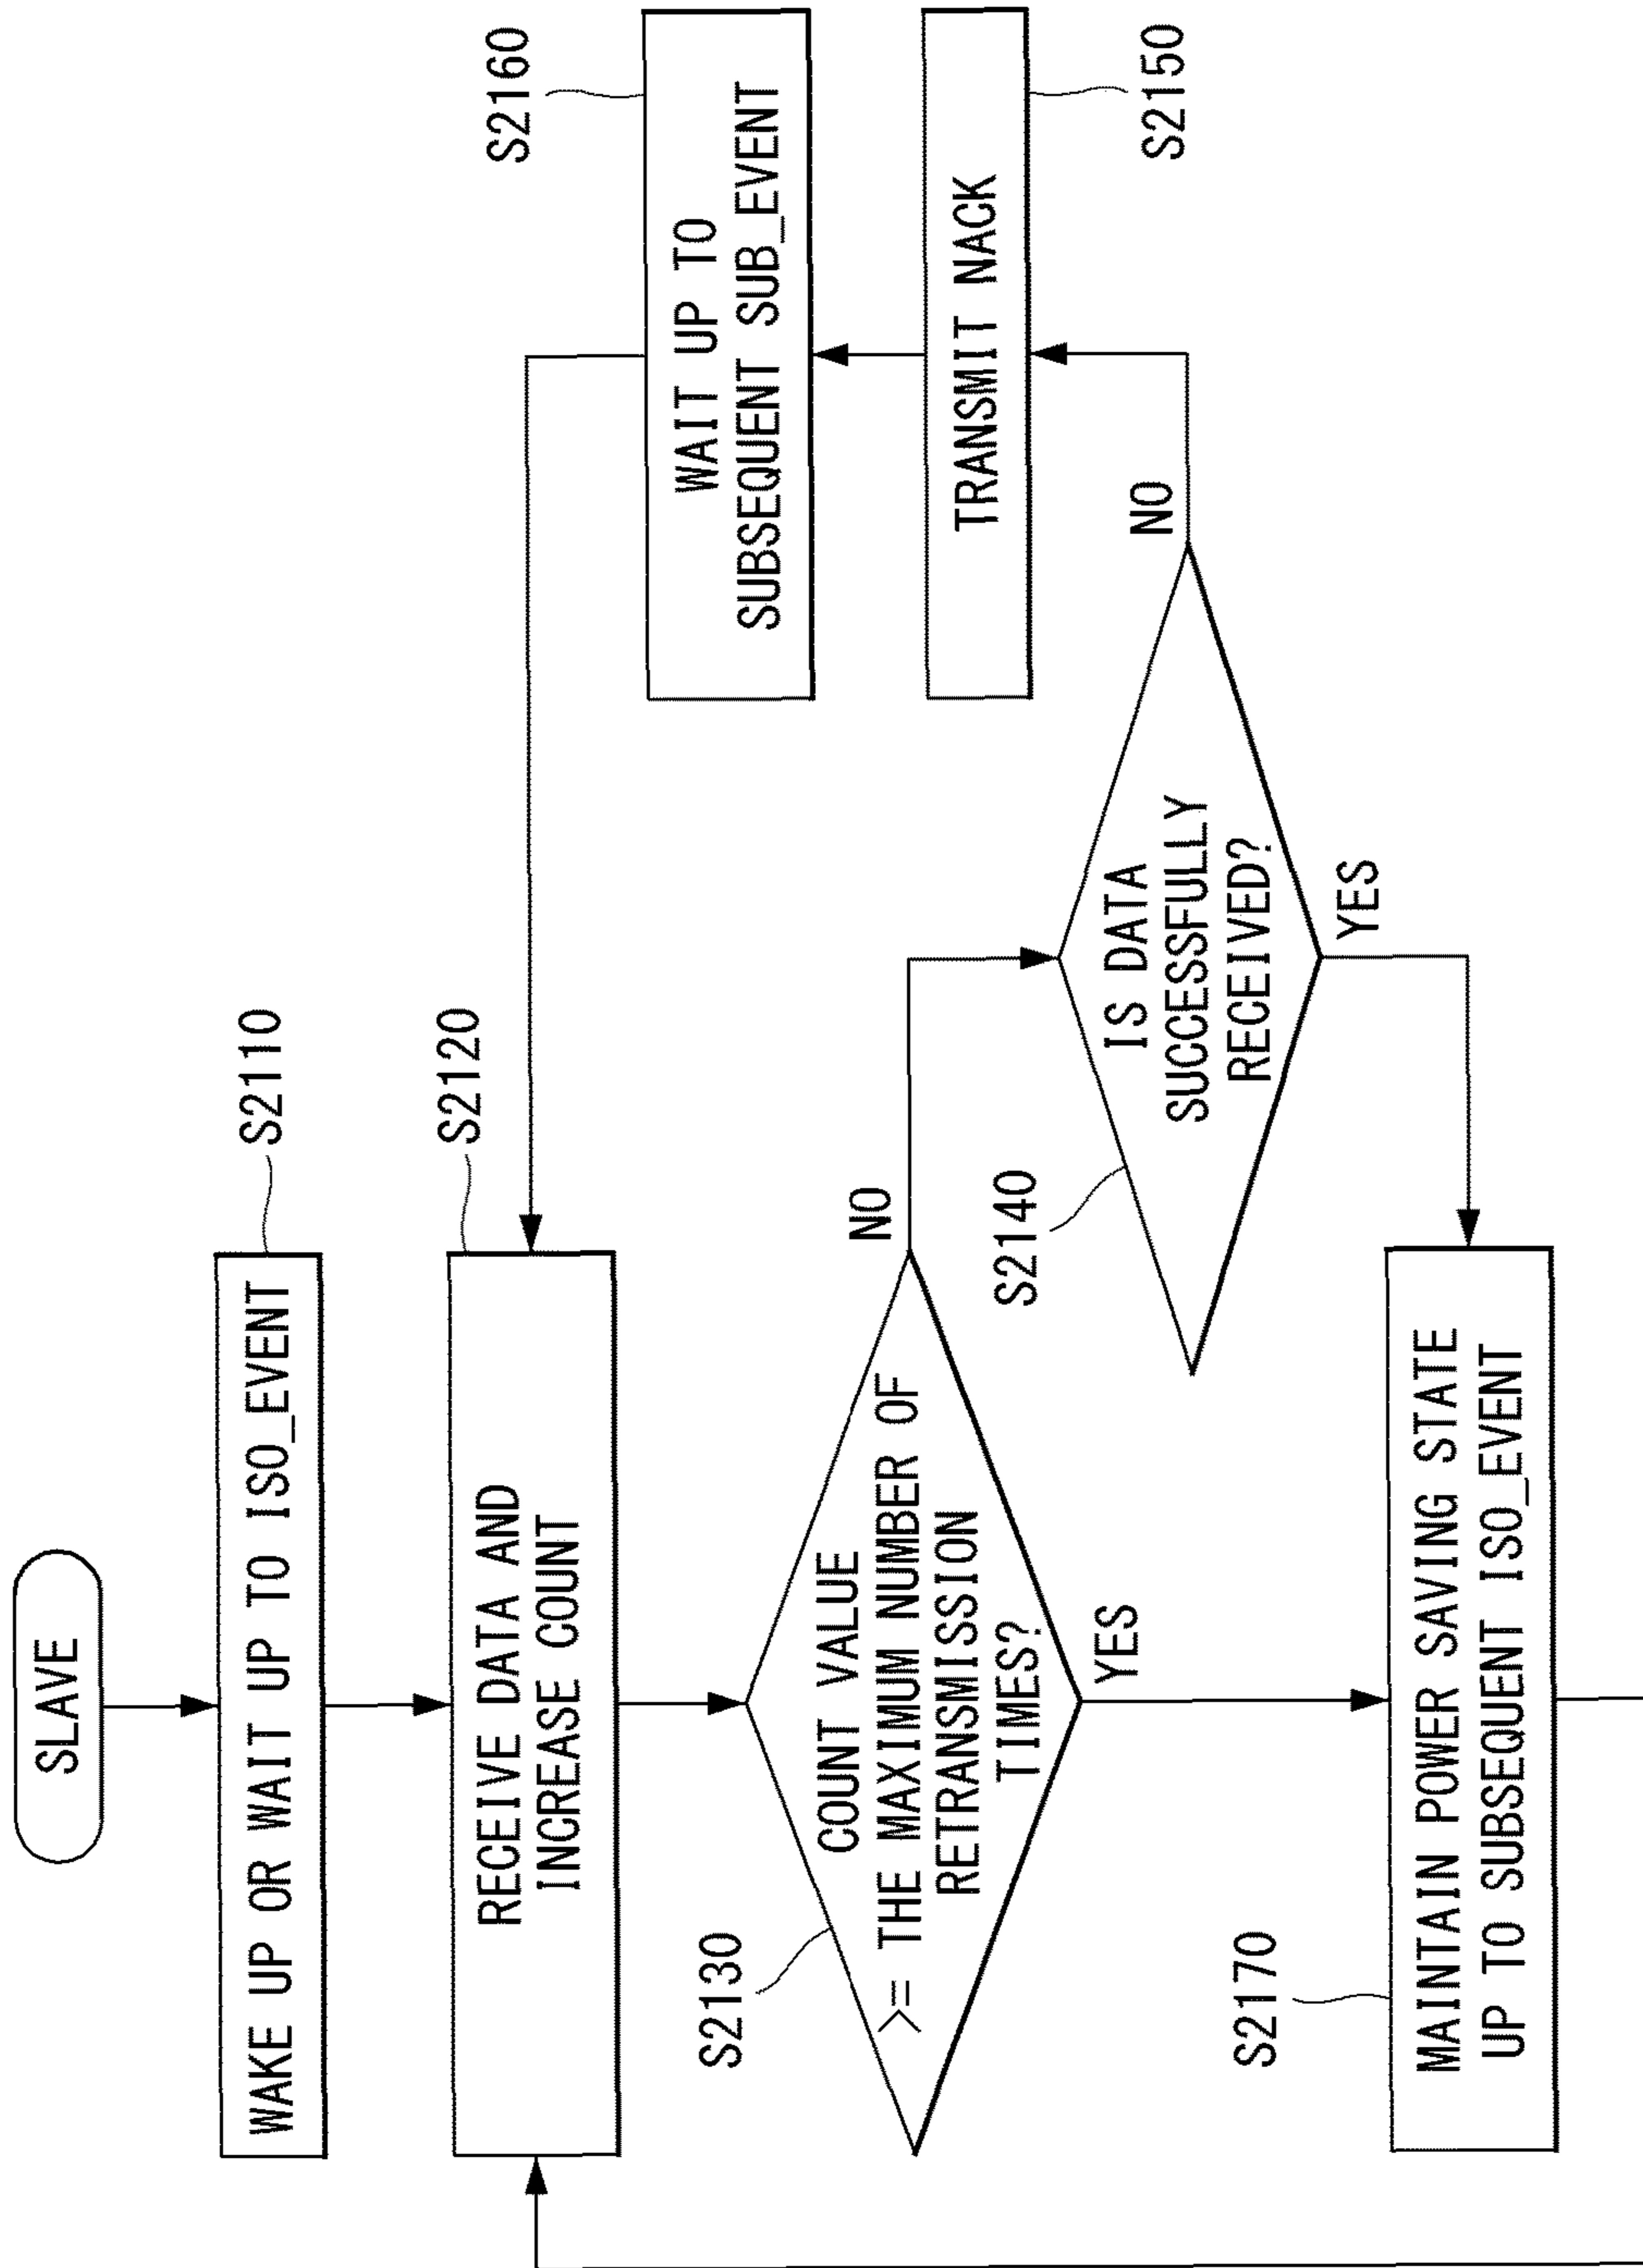 SLAVE
S2110
WAKE UP OR WAIT UP TO ISO_EVENT
S2120
RECEIVE DATA AND
INCREASE COUNT
S2130
COUNT VALUE
>= THE MAXIMUM NUMBER OF
RETRANSMISSION
TIMES?
NO
YES
S2140
IS DATA
SUCCESSFULLY
RECEIVED?
NO
YES
S2150
TRANSMIT NACK
S2160
WAIT UP TO
SUBSEQUENT SUB_EVENT
S2170
MAINTAIN POWER SAVING STATE
UP TO SUBSEQUENT ISO_EVENT